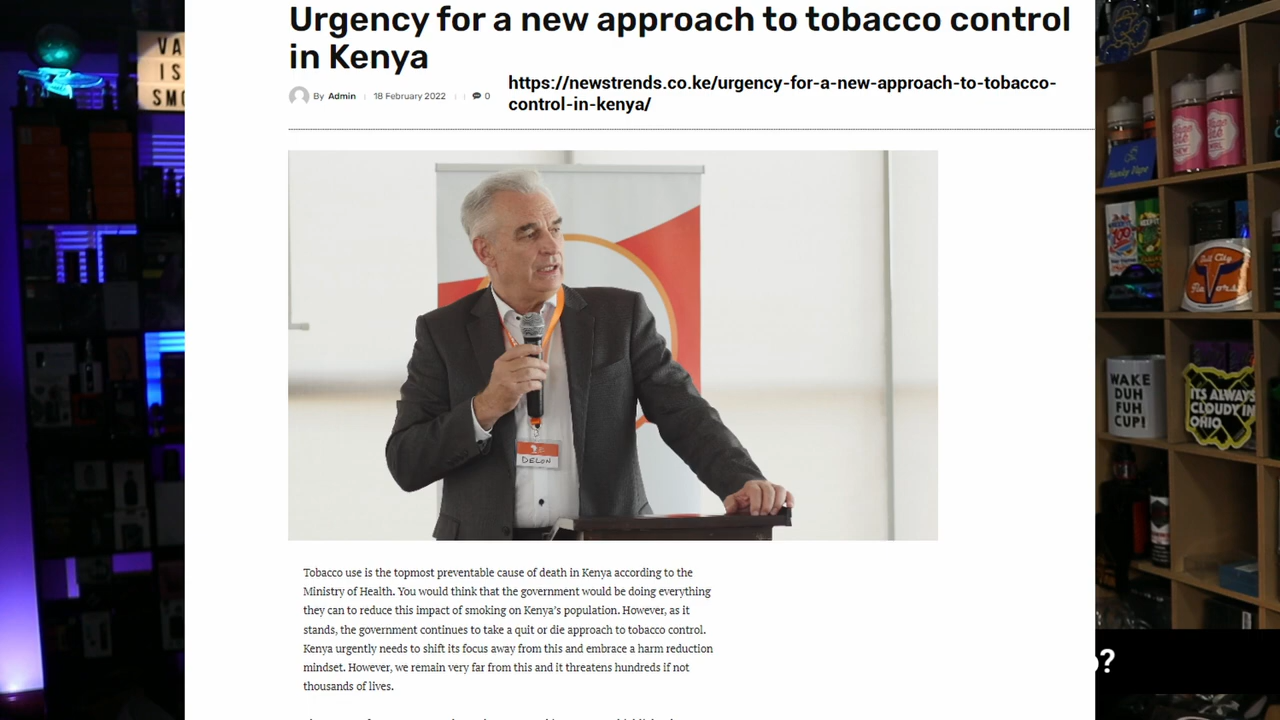 Urgency for a new approach to tobacco control
in Kenya
By Admin 18 February 2022 0
https://newstrends.co.ke/urgency-for-a-new-approach-to-tobacco-
control-in-kenya/
DELON
Tobacco use is the topmost preventable cause of death in Kenya according to the
Ministry of Health. You would think that the government would be doing everything
they can to reduce this impact of smoking on Kenya's population. However, as it
stands, the government continues to take a quit or die approach to tobacco control.
Kenya urgently needs to shift its focus away from this and embrace a harm reduction
mindset. However, we remain very far from this and it threatens hundreds if not
thousands of lives.
VA
IS
SMO
Husky Vape
100
WAKE
DUH
FUH
CUP!
ITS ALWAYS
CLOUDY IN
OHIO
?